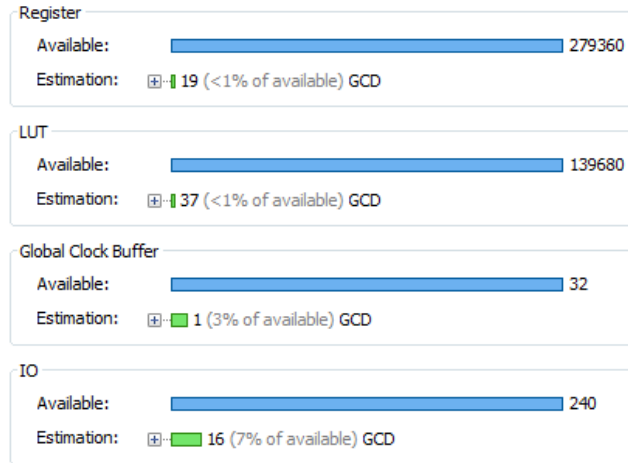 Register
Available: 279360
Estimation: 19 (<1% of available) GCD
LUT
Available: 139680
Estimation: 37 (<1% of available) GCD
Global Clock Buffer
Available: 32
Estimation: 1 (3% of available) GCD
IO
Available: 240
Estimation: 16 (7% of available) GCD